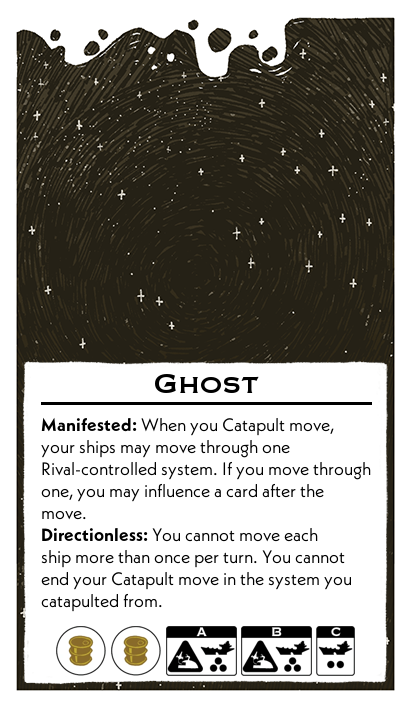 GHOST
Manifested: When you Catapult move,
your ships may move through one
Rival-controlled system. If you move through
one, you may influence a card after the
move.
Directionless: You cannot move each
ship more than once per turn. You cannot
end your Catapult move in the system you
catapulted from.
A B C